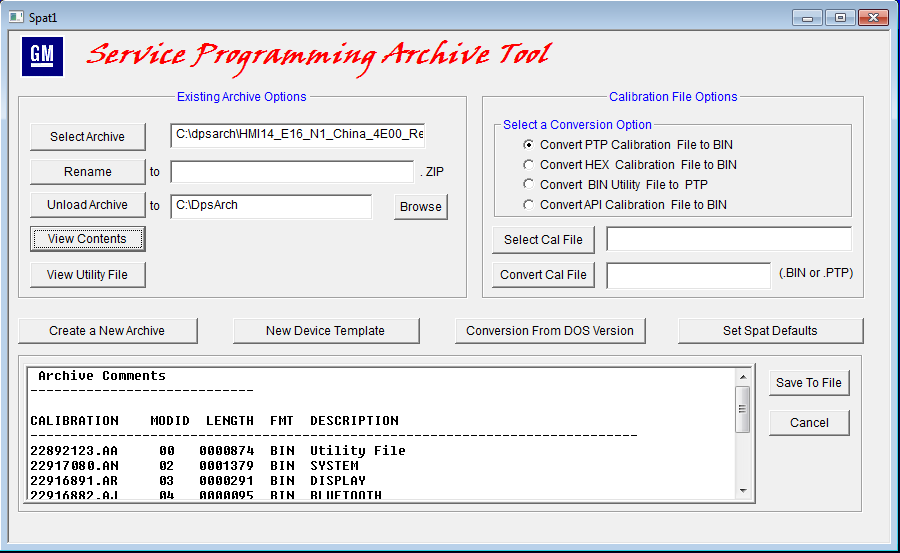 Spat1
GM
Service Programming Archive Tool
Existing Archive Options
Select Archive C:\dpsarch\HMI14_E16_N1_China_4E00_Re
Rename to . ZIP
Unload Archive to C:\DpsArch Browse
View Contents
View Utility File
Calibration File Options
Select a Conversion Option
Convert PTP Calibration File to BIN
Convert HEX Calibration File to BIN
Convert BIN Utility File to PTP
Convert API Calibration File to BIN
Select Cal File
Convert Cal File (.BIN or .PTP)
Create a New Archive New Device Template Conversion From DOS Version Set Spat Defaults
Archive Comments
----------------------------
CALIBRATION MODID LENGTH FMT DESCRIPTION
---------------------------------------------------------------------------
22892123.AA 00 0000874 BIN Utility File
22917080.AN 02 0001379 BIN SYSTEM
22916891.AR 03 0000291 BIN DISPLAY
22916882.AJ 04 0000095 BIN BLUETOOTH
Save To File
Cancel